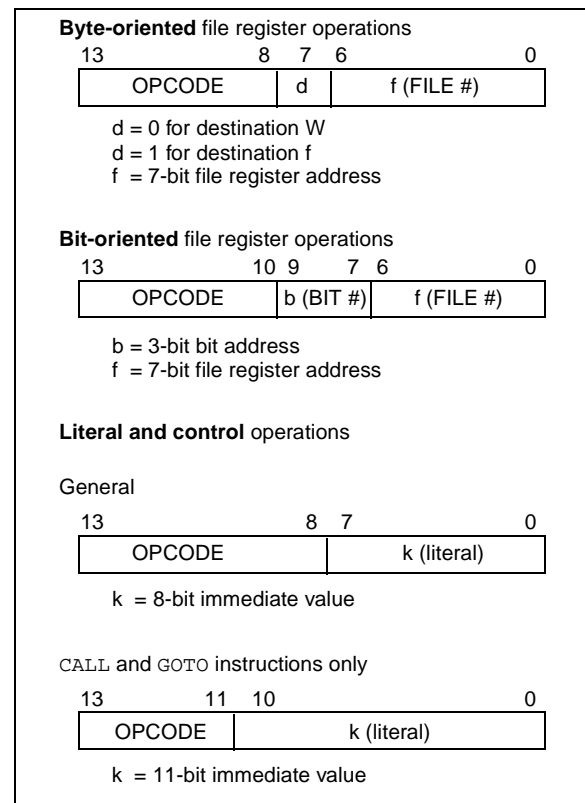 Byte-oriented file register operations
13 8 7 6 0
OPCODE d f (FILE #)
d = 0 for destination W
d = 1 for destination f
f = 7-bit file register address
Bit-oriented file register operations
13 10 9 7 6 0
OPCODE b (BIT #) f (FILE #)
b = 3-bit bit address
f = 7-bit file register address
Literal and control operations
General
13 8 7 0
OPCODE k (literal)
k = 8-bit immediate value
CALL and GOTO instructions only
13 11 10 0
OPCODE k (literal)
k = 11-bit immediate value